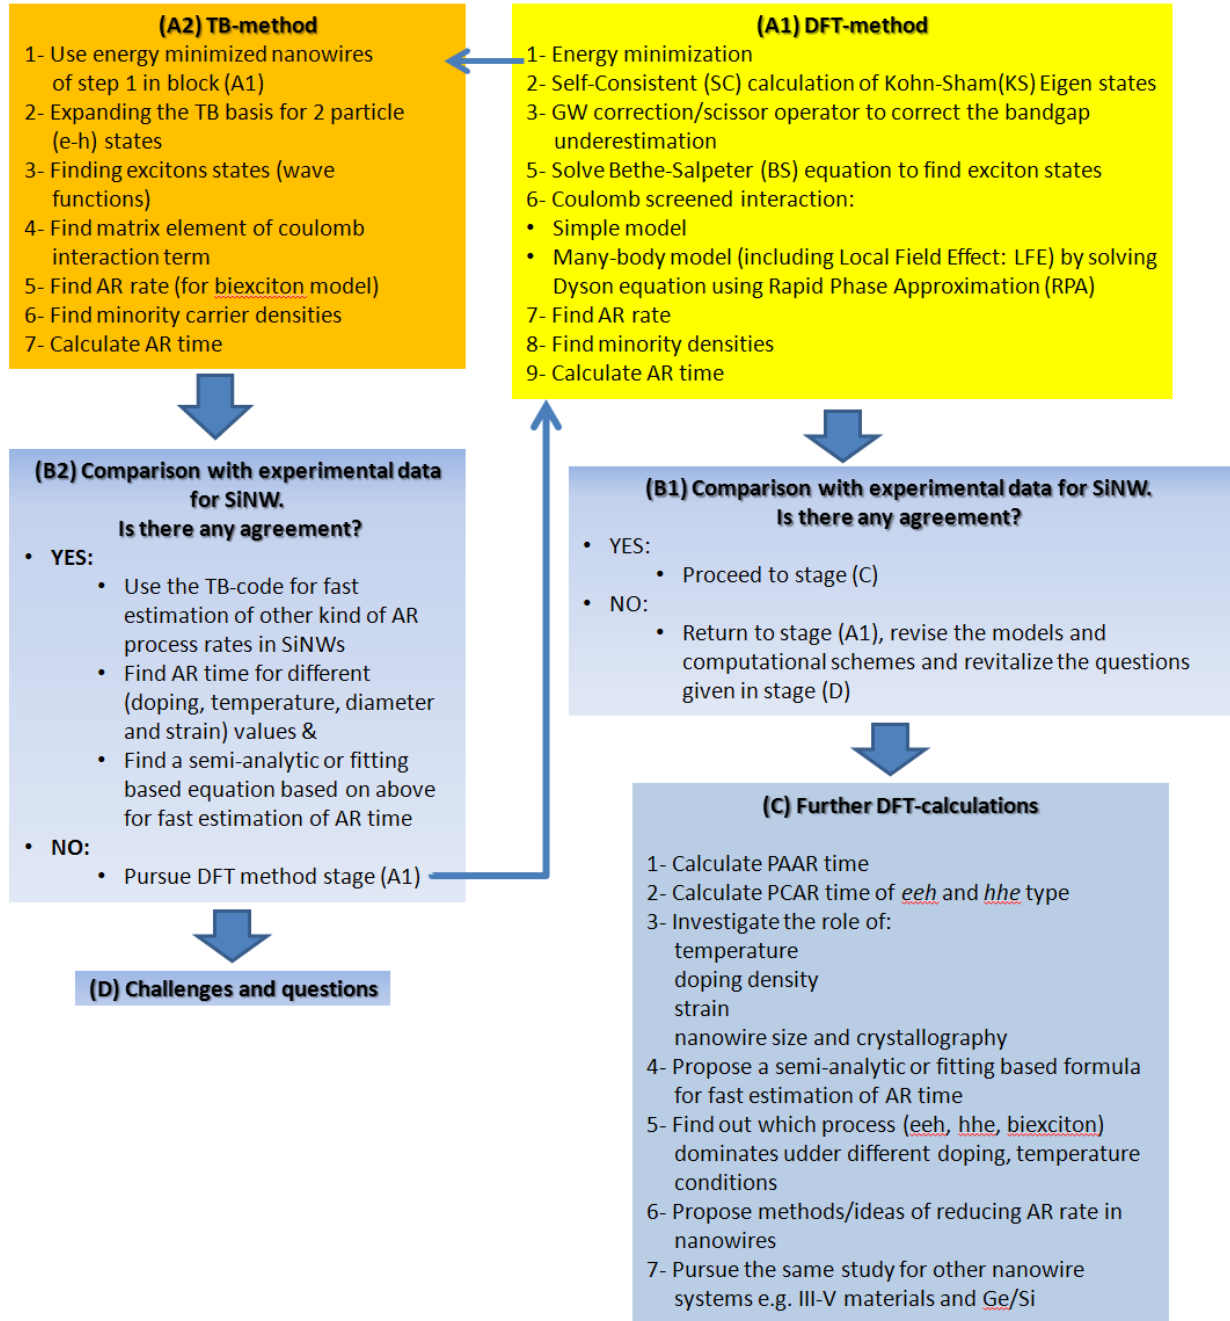 (A2) TB-method
1- Use energy minimized nanowires
of step 1 in block (A1)
2- Expanding the TB basis for 2 particle
(e-h) states
3- Finding excitons states (wave
functions)
4- Find matrix element of coulomb
interaction term
5- Find AR rate (for biexciton model)
6- Find minority carrier densities
7- Calculate AR time
(A1) DFT-method
1- Energy minimization
2- Self-Consistent (SC) calculation of Kohn-Sham(KS) Eigen states
3- GW correction/scissor operator to correct the bandgap
underestimation
5- Solve Bethe-Salpeter (BS) equation to find exciton states
6- Coulomb screened interaction:
• Simple model
• Many-body model (including Local Field Effect: LFE) by solving
Dyson equation using Rapid Phase Approximation (RPA)
7- Find AR rate
8- Find minority densities
9- Calculate AR time
(B2) Comparison with experimental data
for SiNW.
Is there any agreement?
• YES:
• Use the TB-code for fast
estimation of other kind of AR
process rates in SiNWs
• Find AR time for different
(doping, temperature, diameter
and strain) values &
• Find a semi-analytic or fitting
based equation based on above
for fast estimation of AR time
• NO:
• Pursue DFT method stage (A1)
(B1) Comparison with experimental data for SiNW.
Is there any agreement?
• YES:
• Proceed to stage (C)
• NO:
• Return to stage (A1), revise the models and
computational schemes and revitalize the questions
given in stage (D)
(D) Challenges and questions
(C) Further DFT-calculations
1- Calculate PAAR time
2- Calculate PCAR time of eeh and hhe type
3- Investigate the role of:
temperature
doping density
strain
nanowire size and crystallography
4- Propose a semi-analytic or fitting based formula
for fast estimation of AR time
5- Find out which process (eeh, hhe, biexciton)
dominates udder different doping, temperature
conditions
6- Propose methods/ideas of reducing AR rate in
nanowires
7- Pursue the same study for other nanowire
systems e.g. III-V materials and Ge/Si